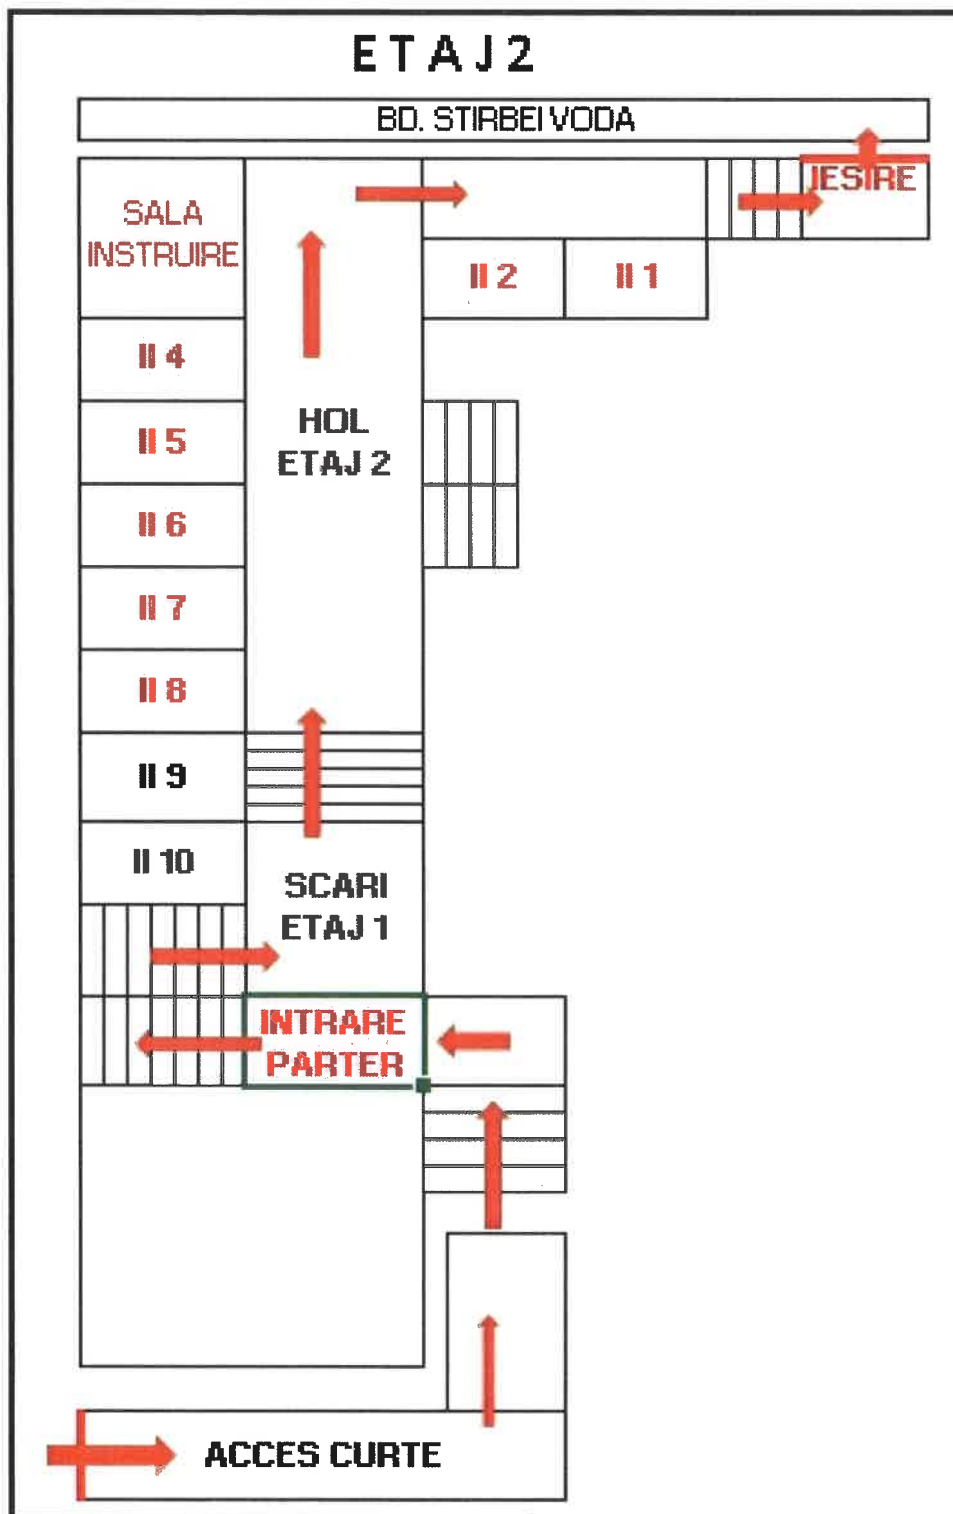 ETAJ 2
BD. STIRBEI VODA
IESIRE
SALA
INSTRUIRE
II 2
II 1
II 4
HOL
ETAJ 2
II 5
II 6
II 7
II 8
II 9
II 10
SCARI
ETAJ 1
INTRARE
PARTER
ACCES CURTE